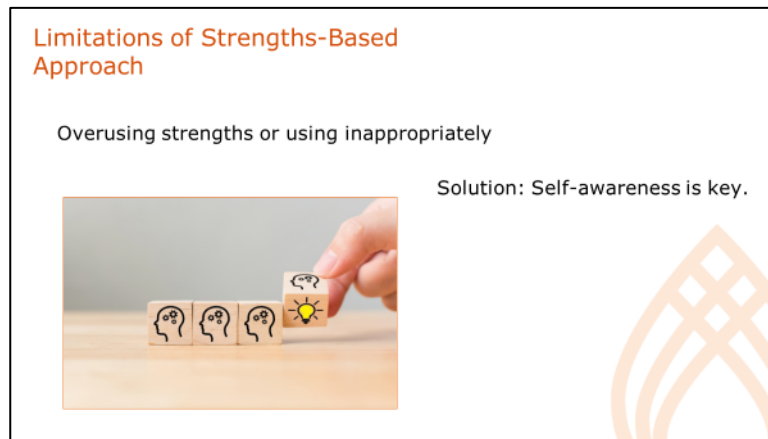 Limitations of Strengths-Based
Approach
Overusing strengths or using inappropriately
Solution: Self-awareness is key.